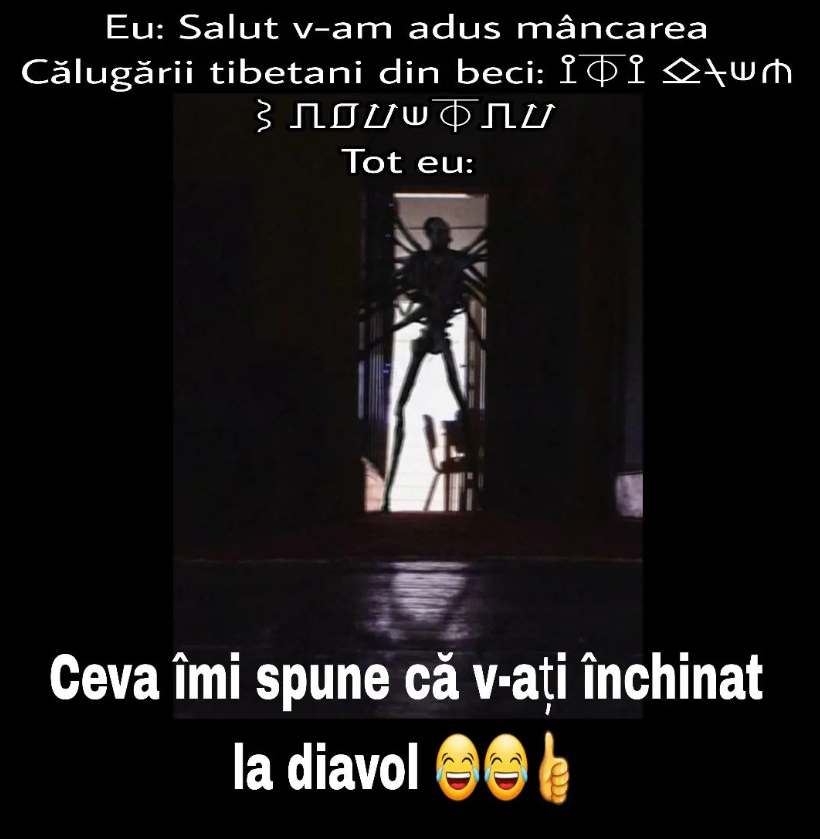 Eu: Salut v-am adus mâncarea
Călugării tibetani din beci:
Tot eu:
Ceva îmi spune că v-ați închinat
la diavol 😂😂👍